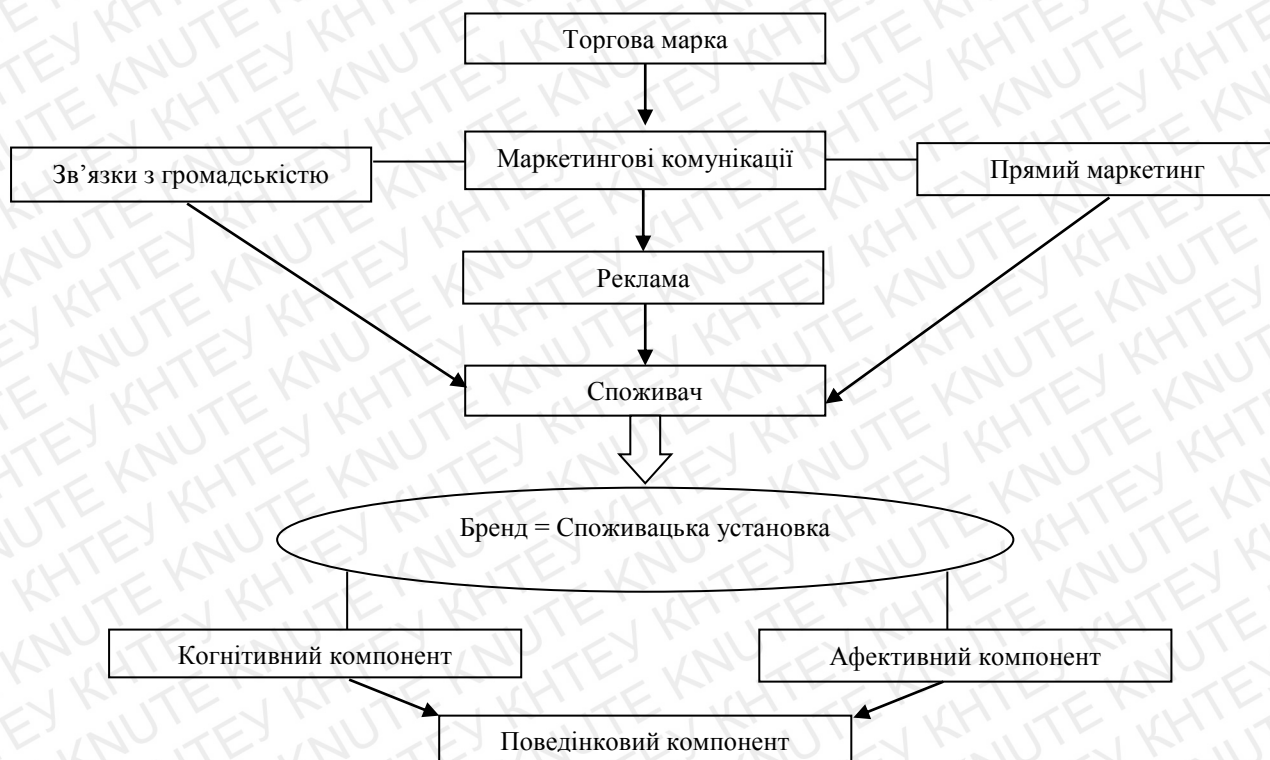 Торгова марка
Маркетингові комунікації
Зв’язки з громадськістю
Прямий маркетинг
Реклама
Споживач
Бренд = Споживацька установка
Когнітивний компонент
Афективний компонент
Поведінковий компонент